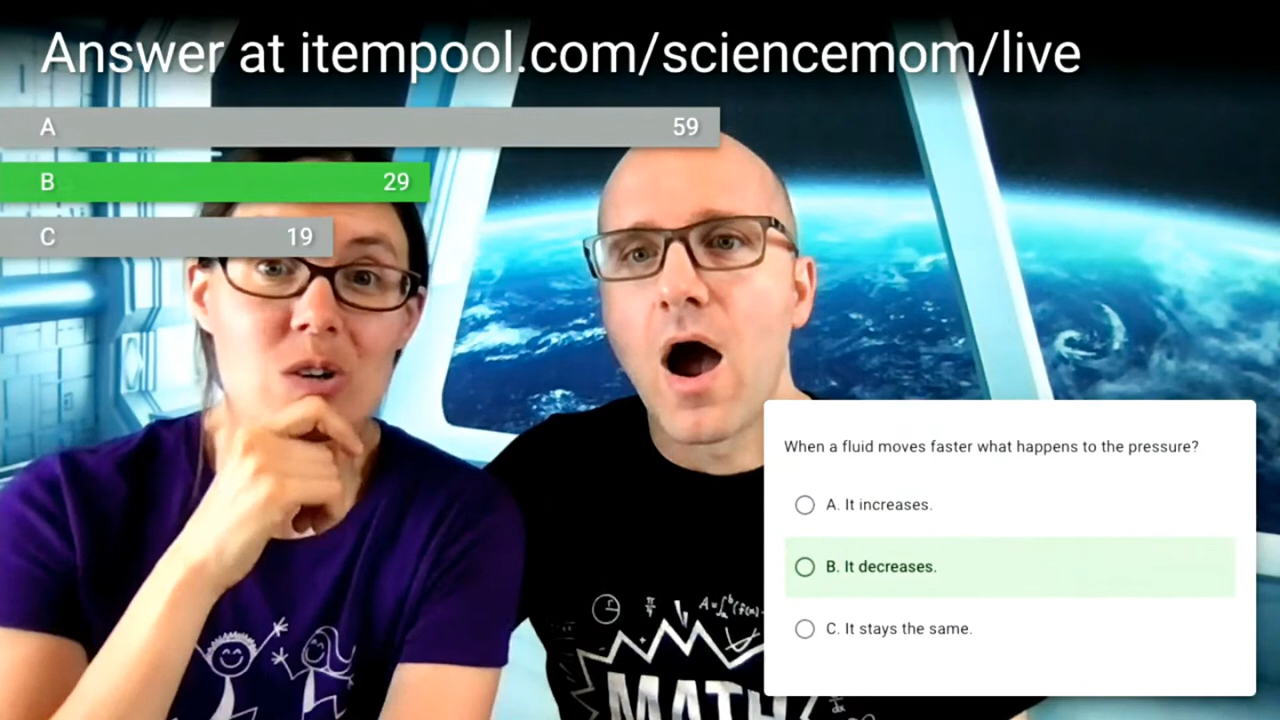 Answer at itempool.com/sciencemom/live
A 59
B 29
C 19
When a fluid moves faster what happens to the pressure?
A. It increases.
B. It decreases.
C. It stays the same.
MATH